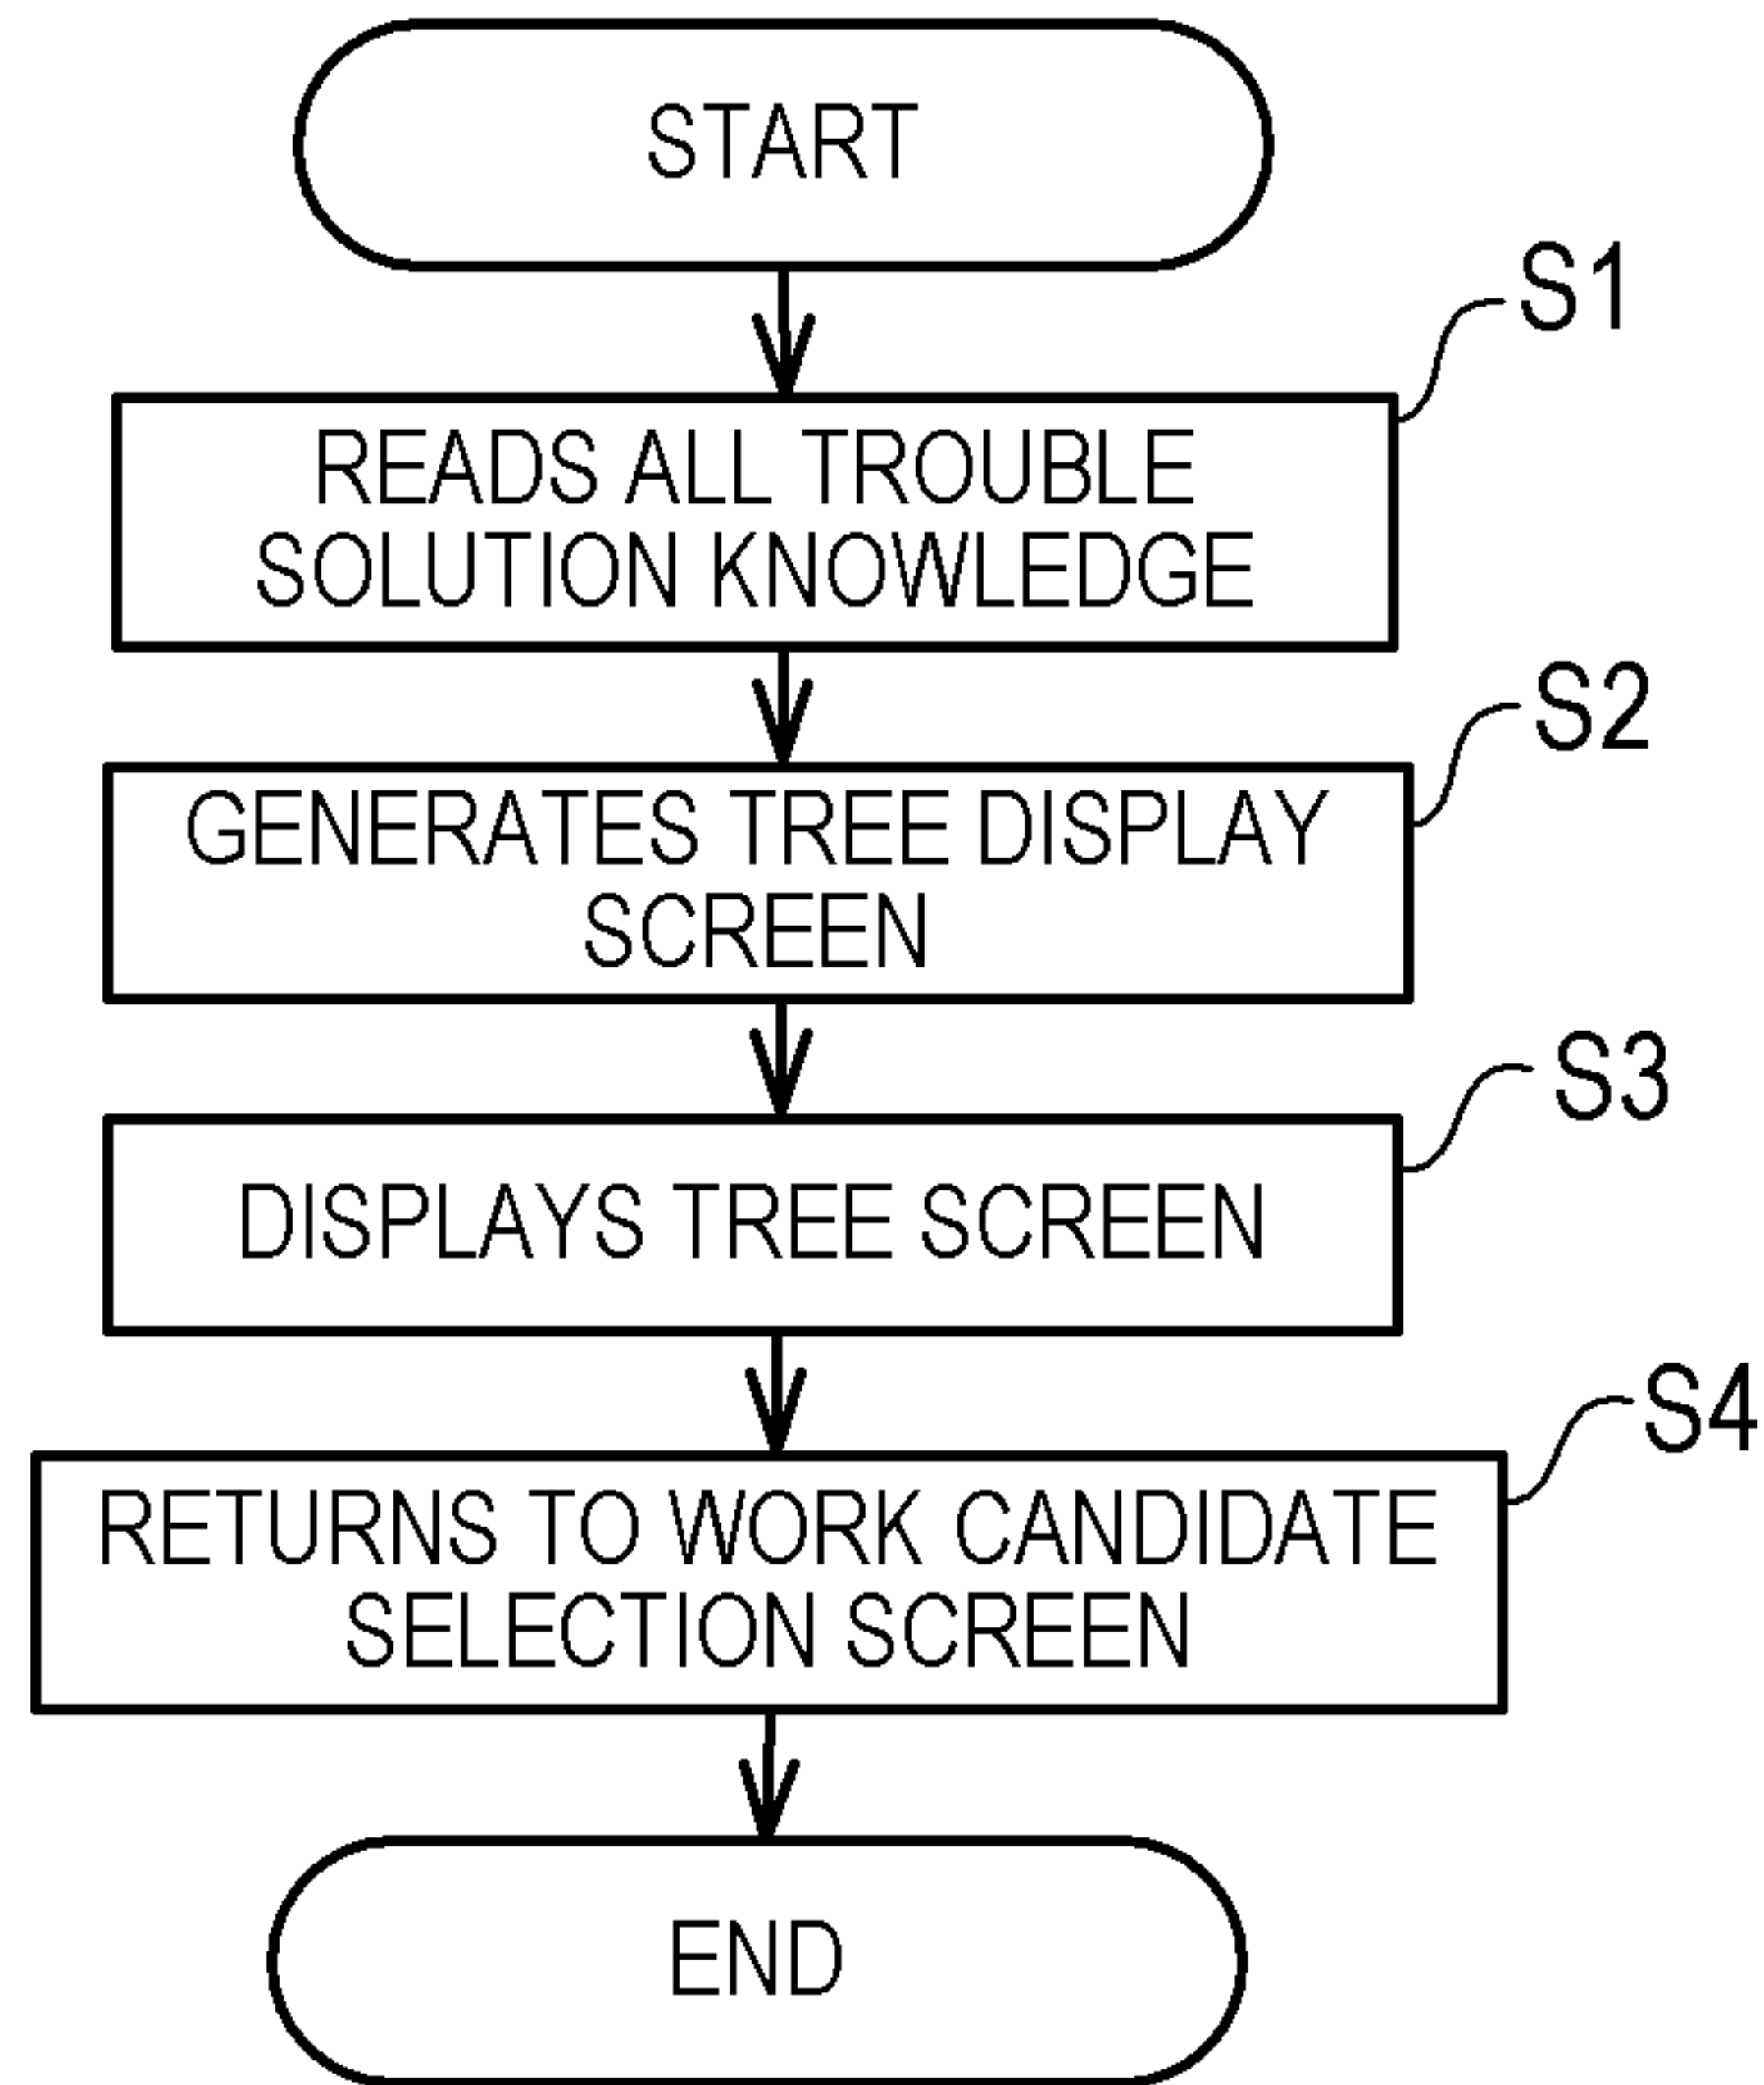 START
S1
READS ALL TROUBLE
SOLUTION KNOWLEDGE
S2
GENERATES TREE DISPLAY
SCREEN
S3
DISPLAYS TREE SCREEN
S4
RETURNS TO WORK CANDIDATE
SELECTION SCREEN
END